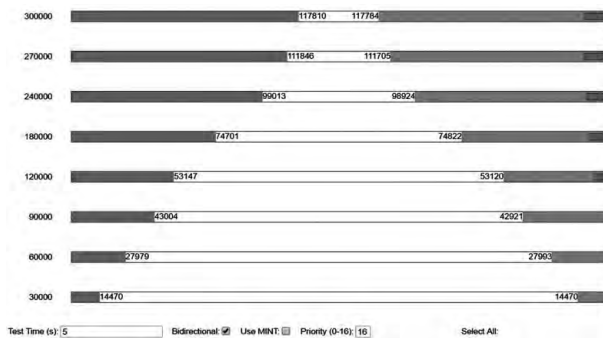 300000 117810 117784
270000 111846 111705
240000 99013 98924
180000 74701 74822
120000 53147 53120
90000 43004 42921
60000 27979 27993
30000 14470 14470
Test Time (s): 5 Bidirectional: Use MINT: Priority (0-16): 16 Select All: